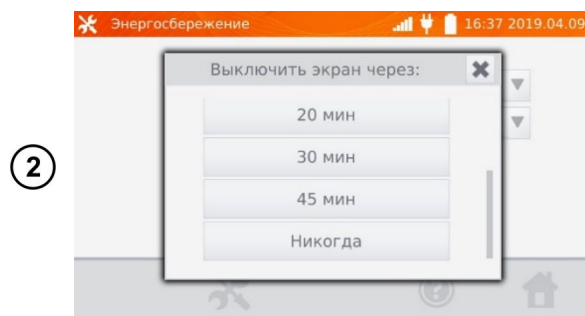 Энергосбережение 16:37 2019.04.09
Выключить экран через:
20 мин
30 мин
2
45 мин
Никогда